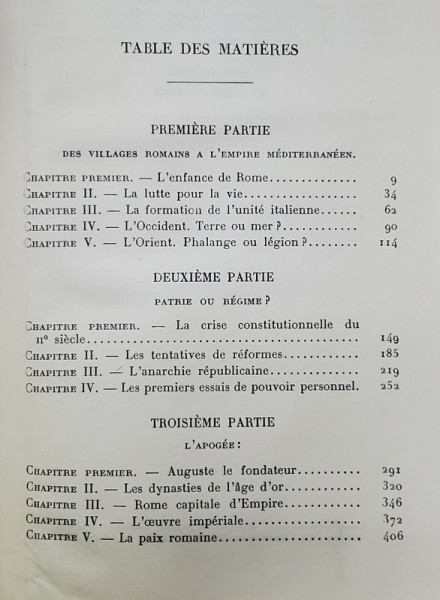 TABLE DES MATIÈRES
PREMIÈRE PARTIE
DES VILLAGES ROMAINS A L'EMPIRE MÉDITERRANÉEN.
CHAPITRE PREMIER. — L'enfance de Rome.............. 9
CHAPITRE II. — La lutte pour la vie.................. 34
CHAPITRE III. — La formation de l'unité italienne...... 62
CHAPITRE IV. — L'Occident. Terre ou mer ?........... 90
CHAPITRE V. — L'Orient. Phalange ou légion ?........ 114
DEUXIÈME PARTIE
PATRIE OU RÉGIME ?
CHAPITRE PREMIER. — La crise constitutionnelle du
IIe siècle........................................ 149
CHAPITRE II. — Les tentatives de réformes............ 185
CHAPITRE III. — L'anarchie républicaine.............. 219
CHAPITRE IV. — Les premiers essais de pouvoir personnel. 252
TROISIÈME PARTIE
L'APOGÉE :
CHAPITRE PREMIER. — Auguste le fondateur.......... 291
CHAPITRE II. — Les dynasties de l'âge d'or............ 320
CHAPITRE III. — Rome capitale d'Empire............. 346
CHAPITRE IV. — L'œuvre impériale.................. 372
CHAPITRE V. — La paix romaine.................... 406